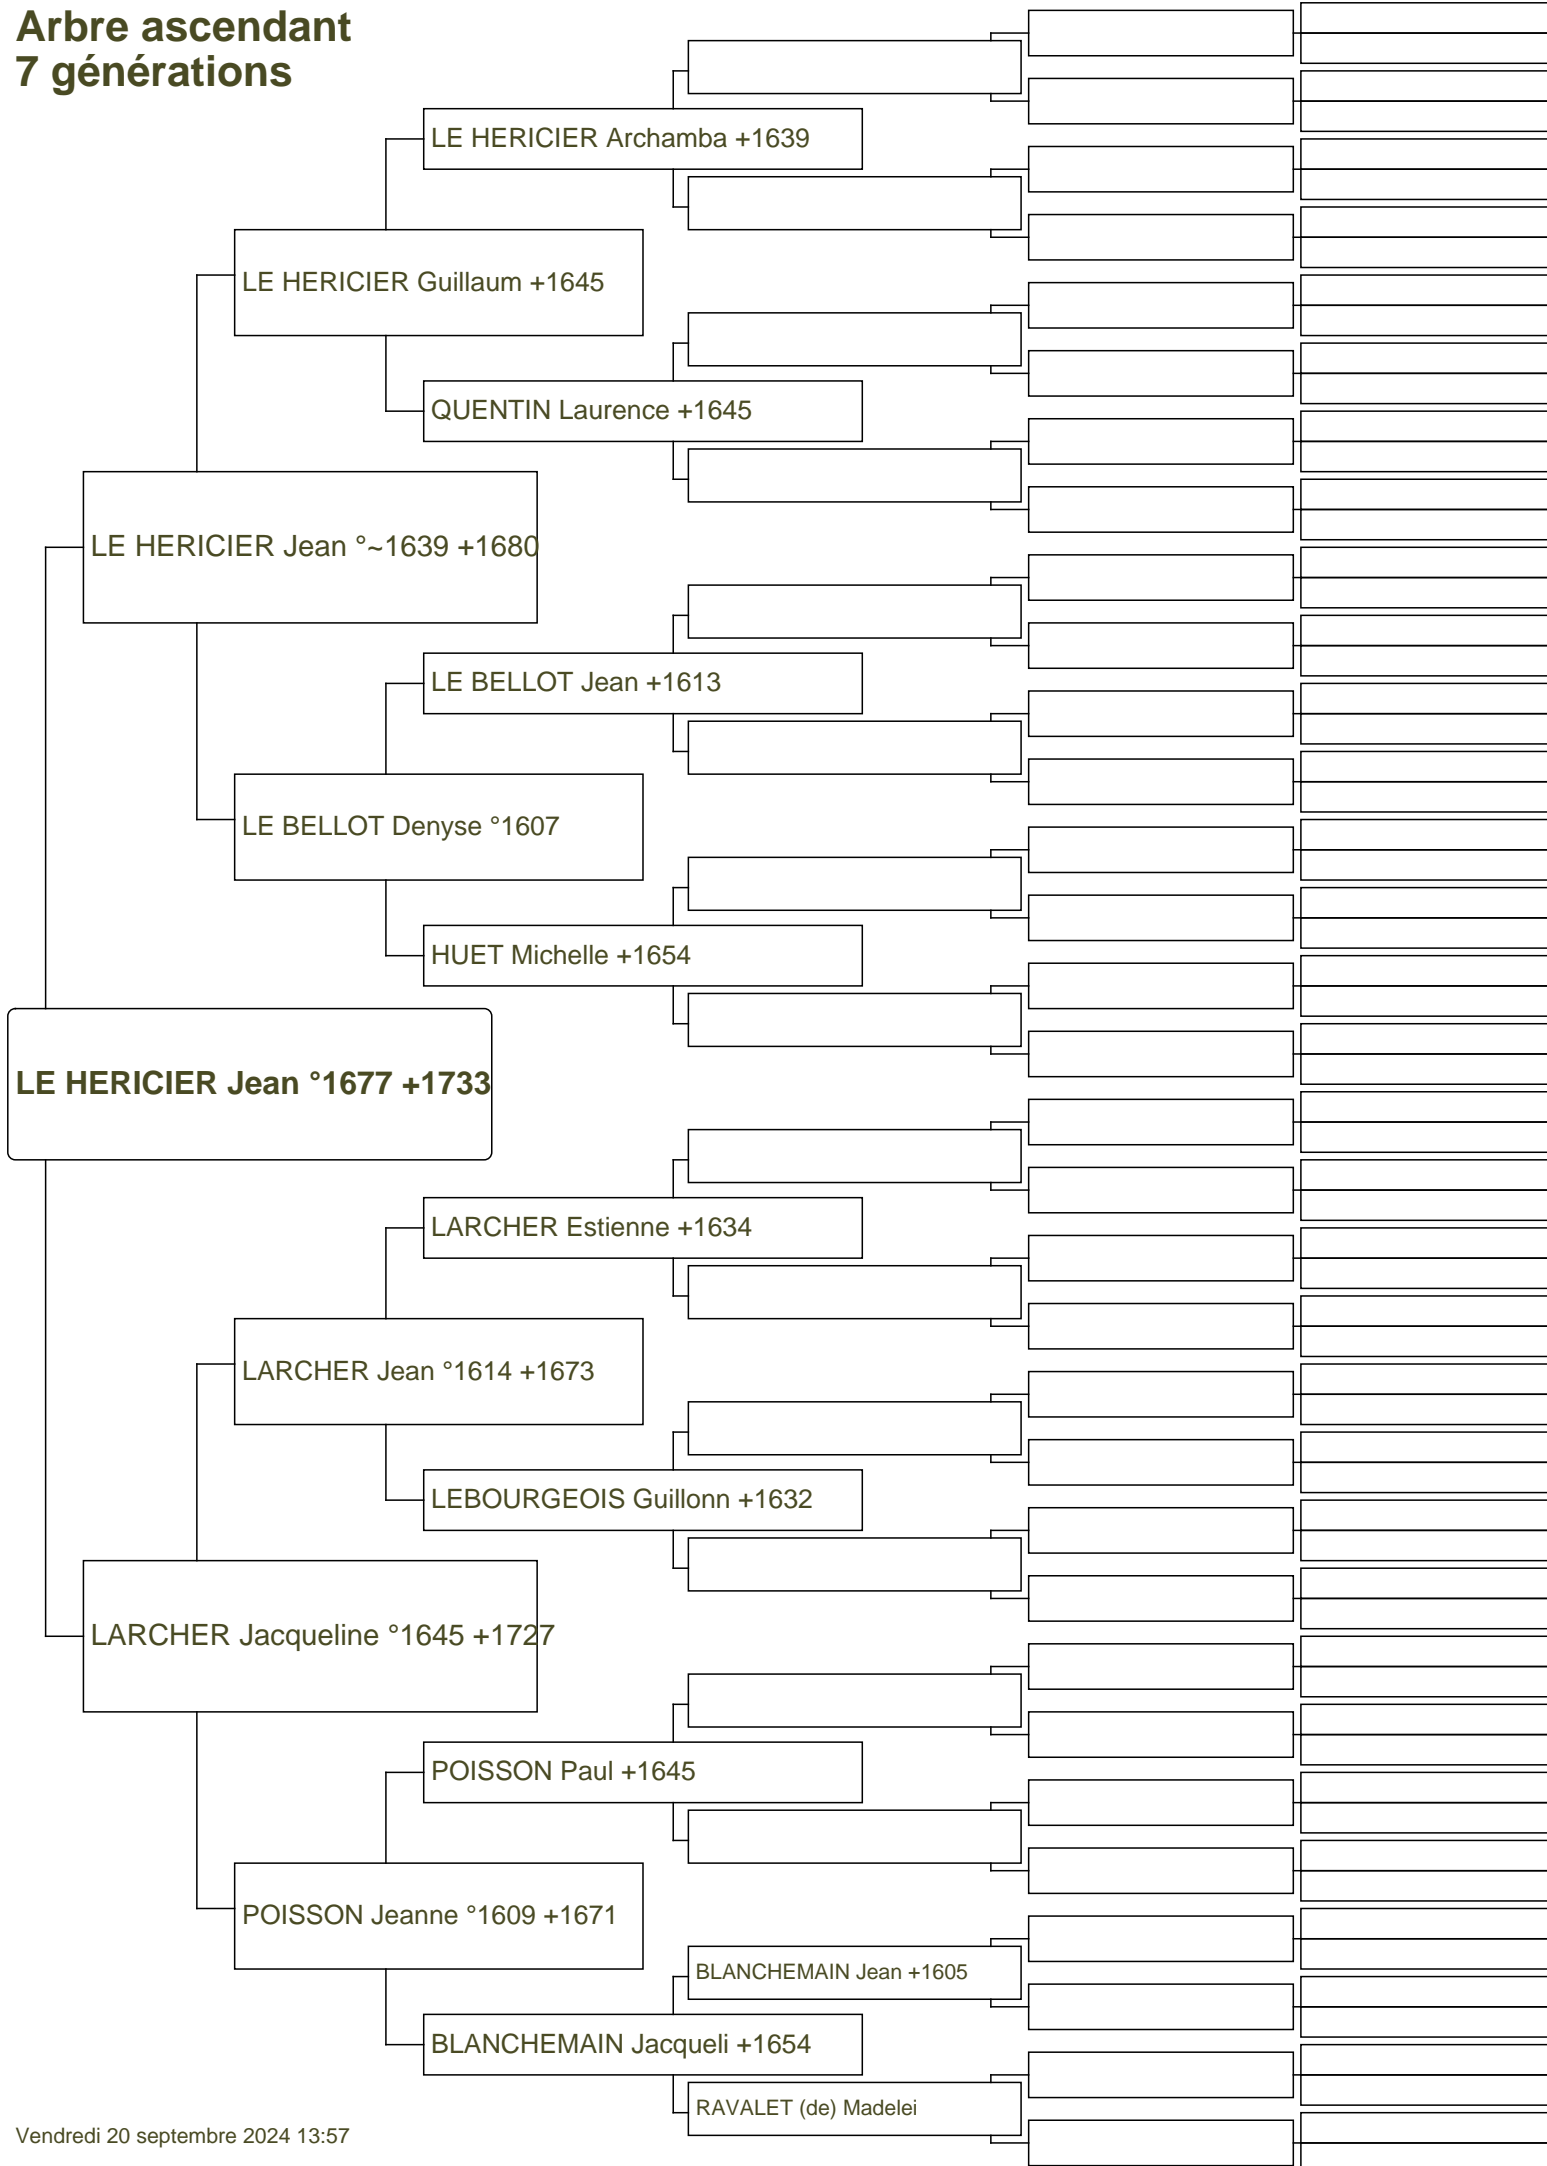 Arbre ascendant
7 générations
LE HERICIER Archamba +1639
LE HERICIER Guillaum +1645
QUENTIN Laurence +1645
LE HERICIER Jean °~1639 +1680
LE BELLOT Jean +1613
LE BELLOT Denyse °1607
HUET Michelle +1654
LE HERICIER Jean °1677 +1733
LARCHER Estienne +1634
LARCHER Jean °1614 +1673
LEBOURGEOIS Guillonn +1632
LARCHER Jacqueline °1645 +1727
POISSON Paul +1645
POISSON Jeanne °1609 +1671
BLANCHEMAIN Jean +1605
BLANCHEMAIN Jacqueli +1654
RAVALET (de) Madelei
Vendredi 20 septembre 2024 13:57